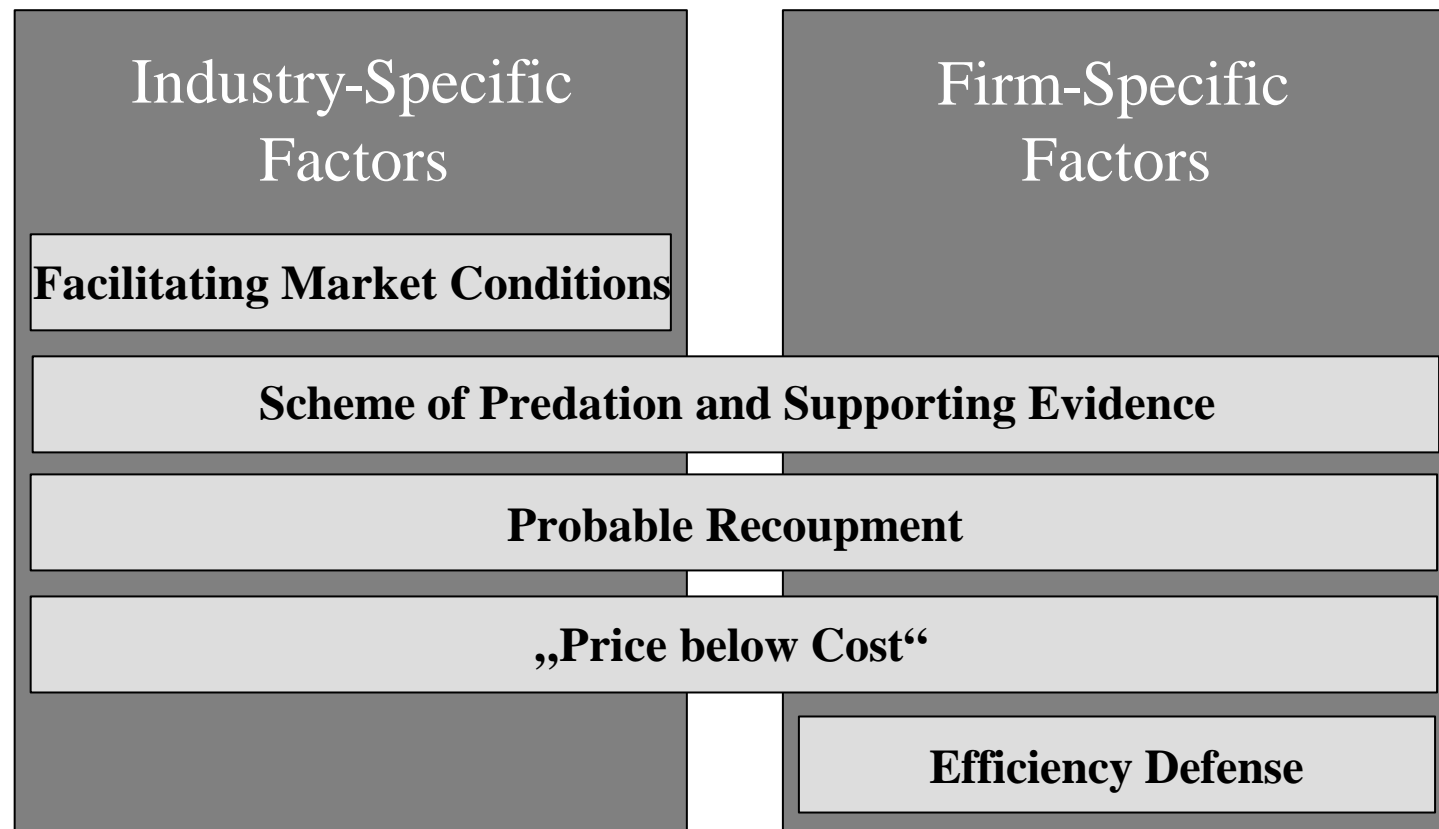 Industry-Specific
Factors
Firm-Specific
Factors
Facilitating Market Conditions
Scheme of Predation and Supporting Evidence
Probable Recoupment
„Price below Cost“
Efficiency Defense